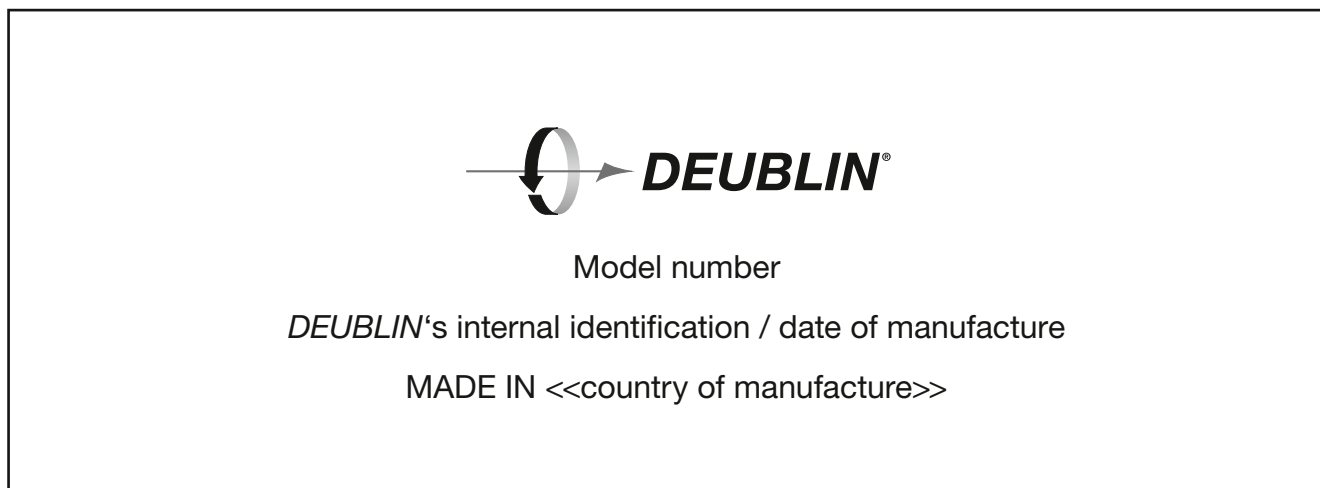 DEUBLIN®
Model number
DEUBLIN‘s internal identification / date of manufacture
MADE IN <<country of manufacture>>